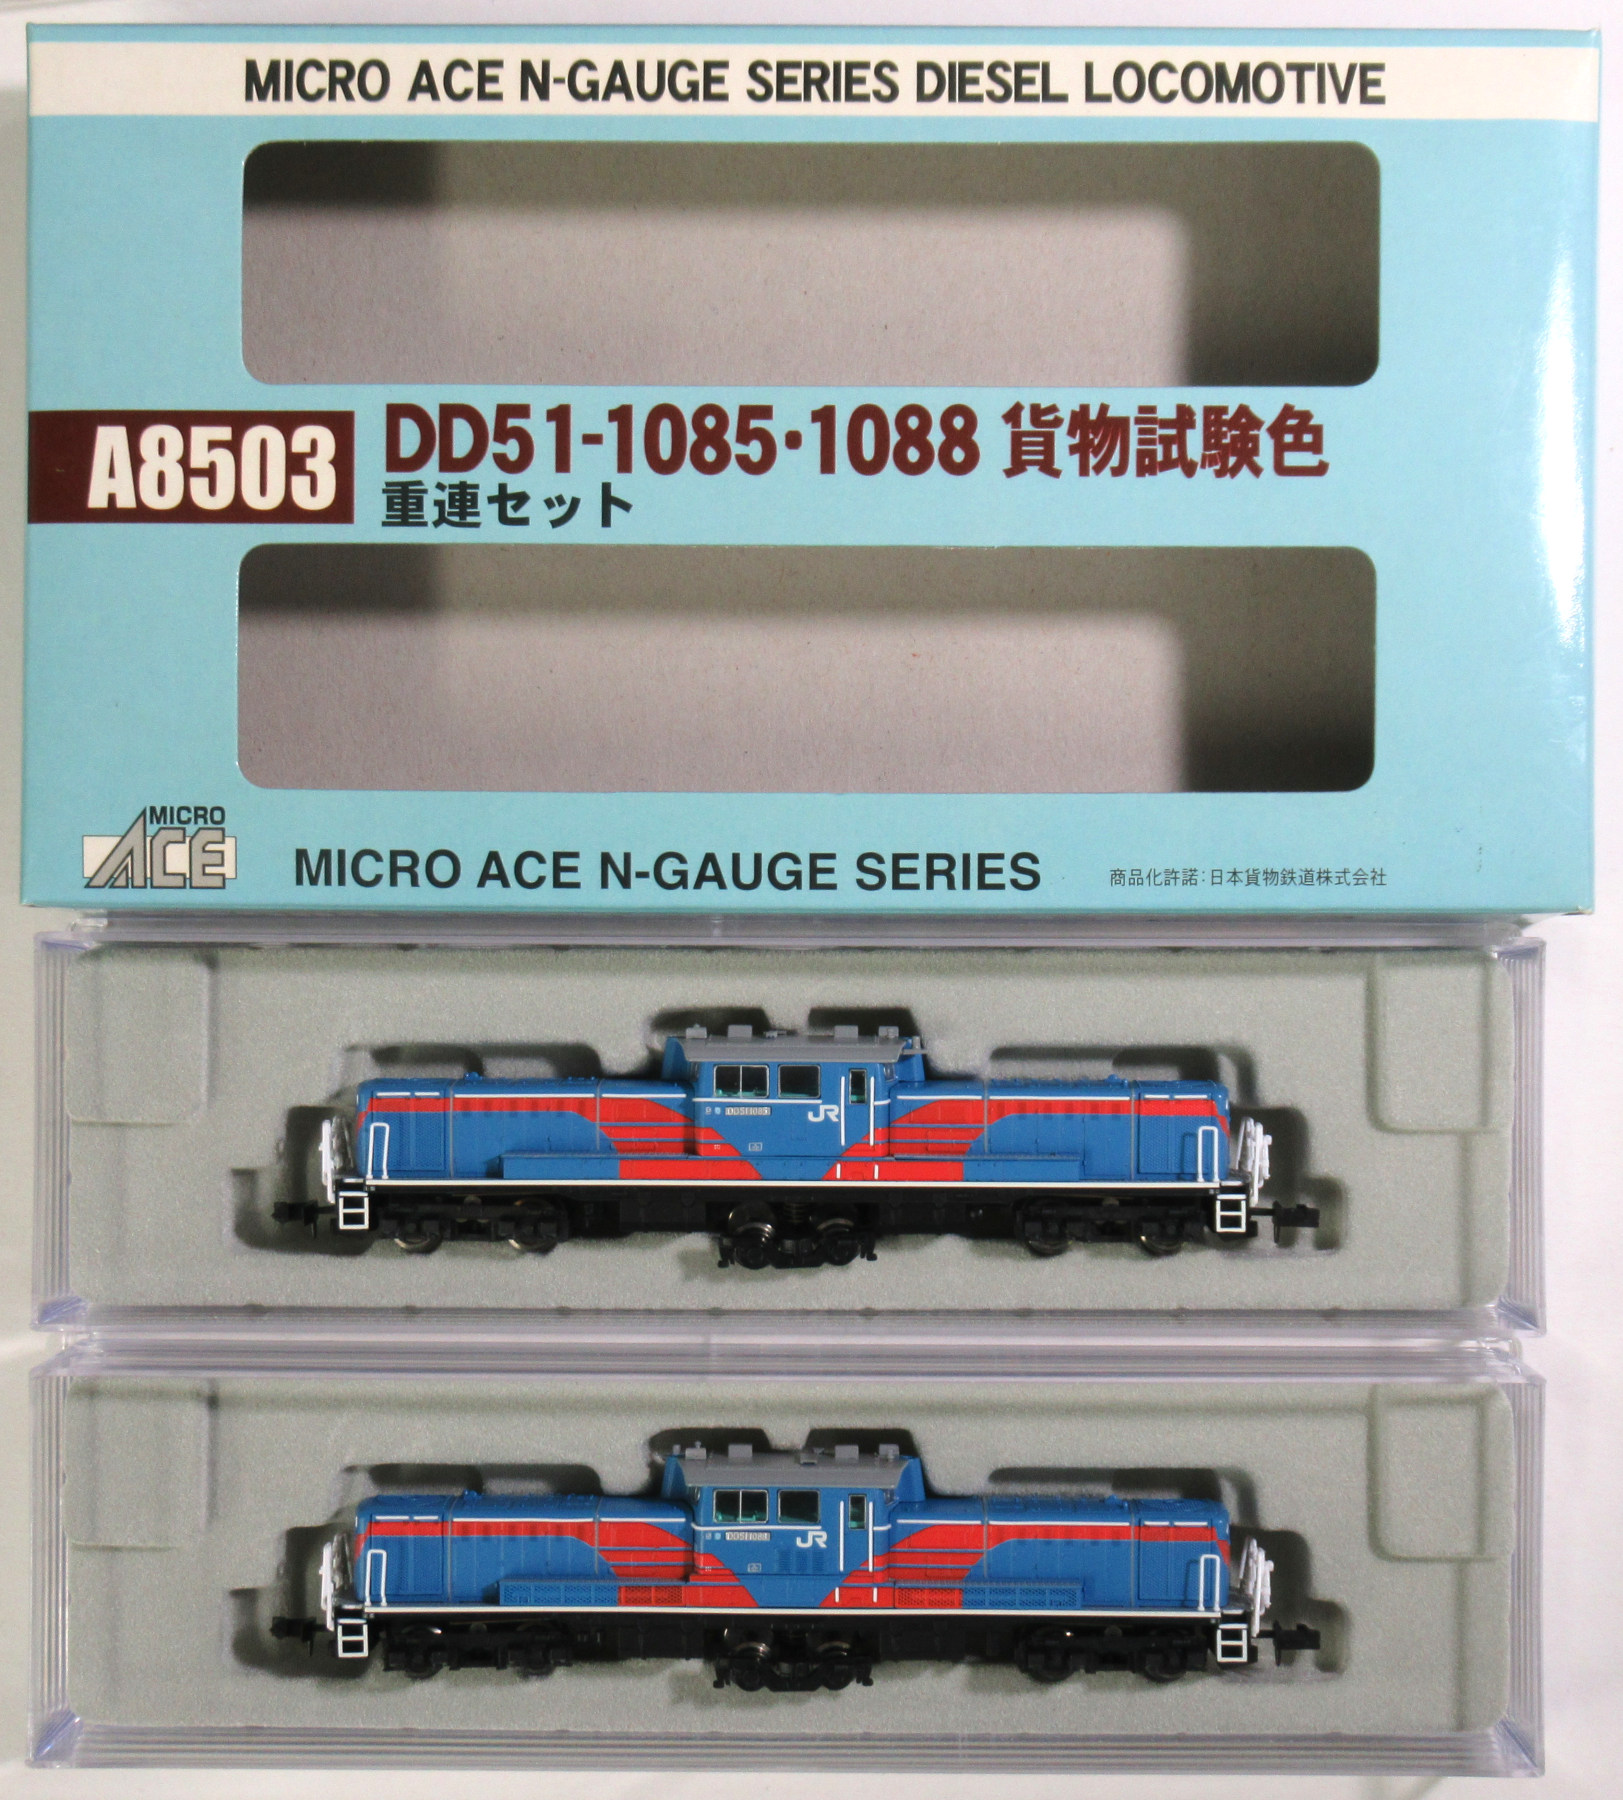 MICRO ACE N-GAUGE SERIES DIESEL LOCOMOTIVE
A8503
DD51-1085・1088 貨物試験色
重連セット
MICRO
ACE
MICRO ACE N-GAUGE SERIES
商品化許諾:日本貨物鉄道株式会社
JR
JR